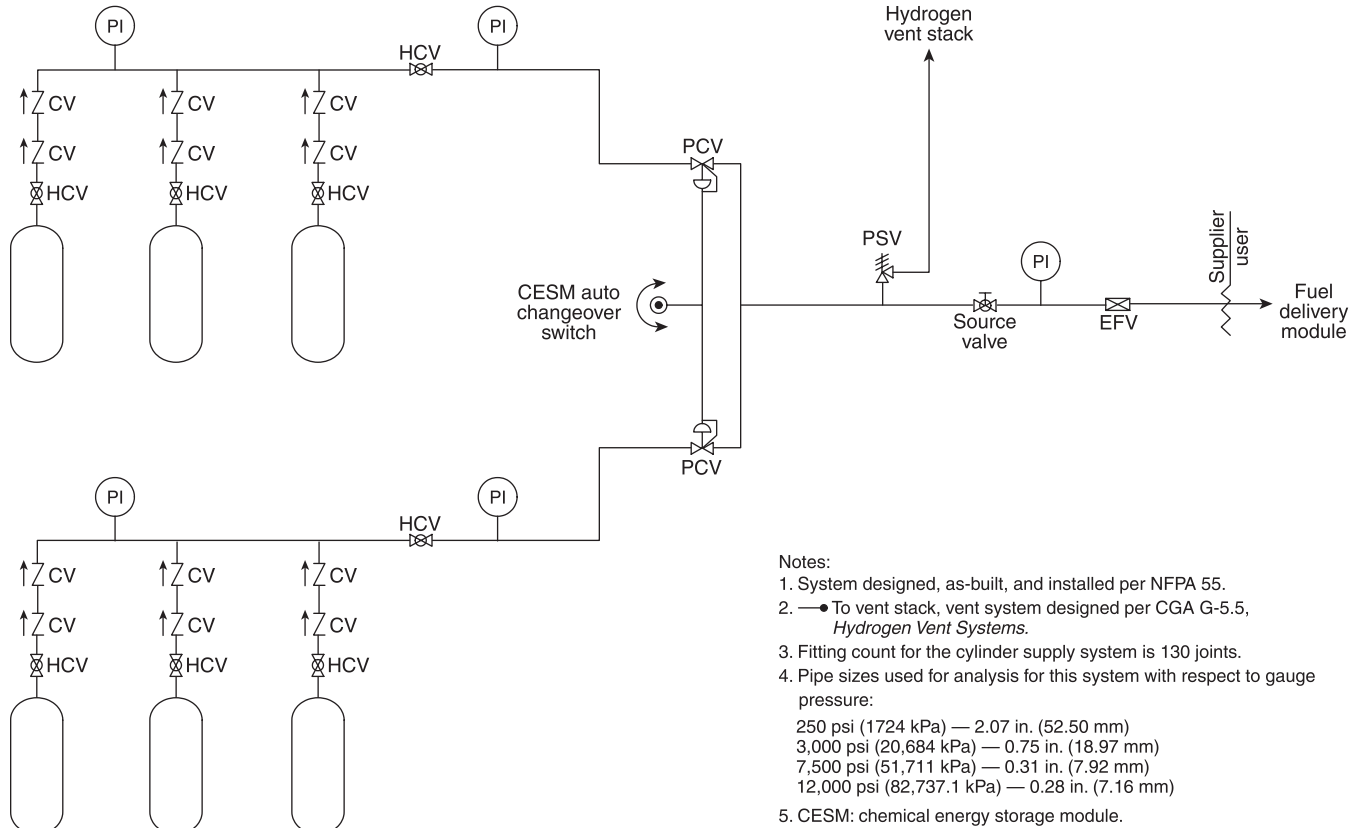 PI
PI
Hydrogen
vent stack
HCV
CV
CV
CV
CV
CV
CV
HCV
HCV
HCV
PCV
PSV
PI
Supplier
user
CESM auto
changeover
switch
Source
valve
EFV
Fuel
delivery
module
PCV
PI
PI
HCV
CV
CV
CV
CV
CV
CV
HCV
HCV
HCV
Notes:
1. System designed, as-built, and installed per NFPA 55.
2. To vent stack, vent system designed per CGA G-5.5,
Hydrogen Vent Systems.
3. Fitting count for the cylinder supply system is 130 joints.
4. Pipe sizes used for analysis for this system with respect to gauge
pressure:
250 psi (1724 kPa) — 2.07 in. (52.50 mm)
3,000 psi (20,684 kPa) — 0.75 in. (18.97 mm)
7,500 psi (51,711 kPa) — 0.31 in. (7.92 mm)
12,000 psi (82,737.1 kPa) — 0.28 in. (7.16 mm)
5. CESM: chemical energy storage module.